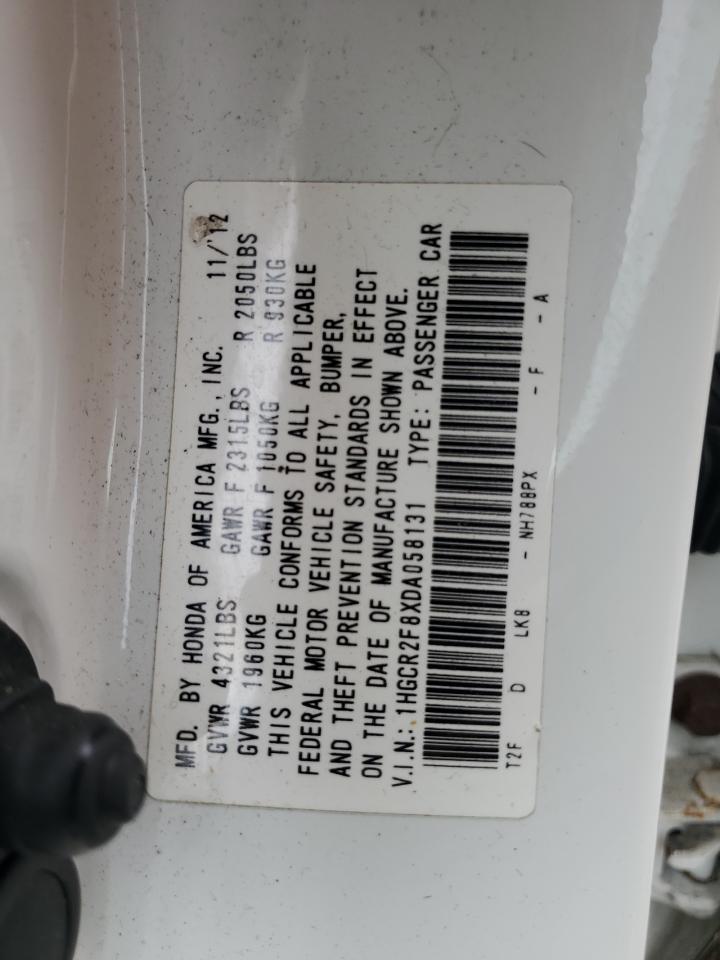 MFD. BY HONDA OF AMERICA MFG., INC. 11/'12
GVWR 4321LBS GAWR F 2315LBS R 2050LBS
GVWR 1960KG GAWR F 1050KG R 930KG
THIS VEHICLE CONFORMS TO ALL APPLICABLE
FEDERAL MOTOR VEHICLE SAFETY, BUMPER,
AND THEFT PREVENTION STANDARDS IN EFFECT
ON THE DATE OF MANUFACTURE SHOWN ABOVE.
V.I.N.: 1HGCR2F8XDA058131 TYPE: PASSENGER CAR
T2F D LKB - NH788PX - F - A